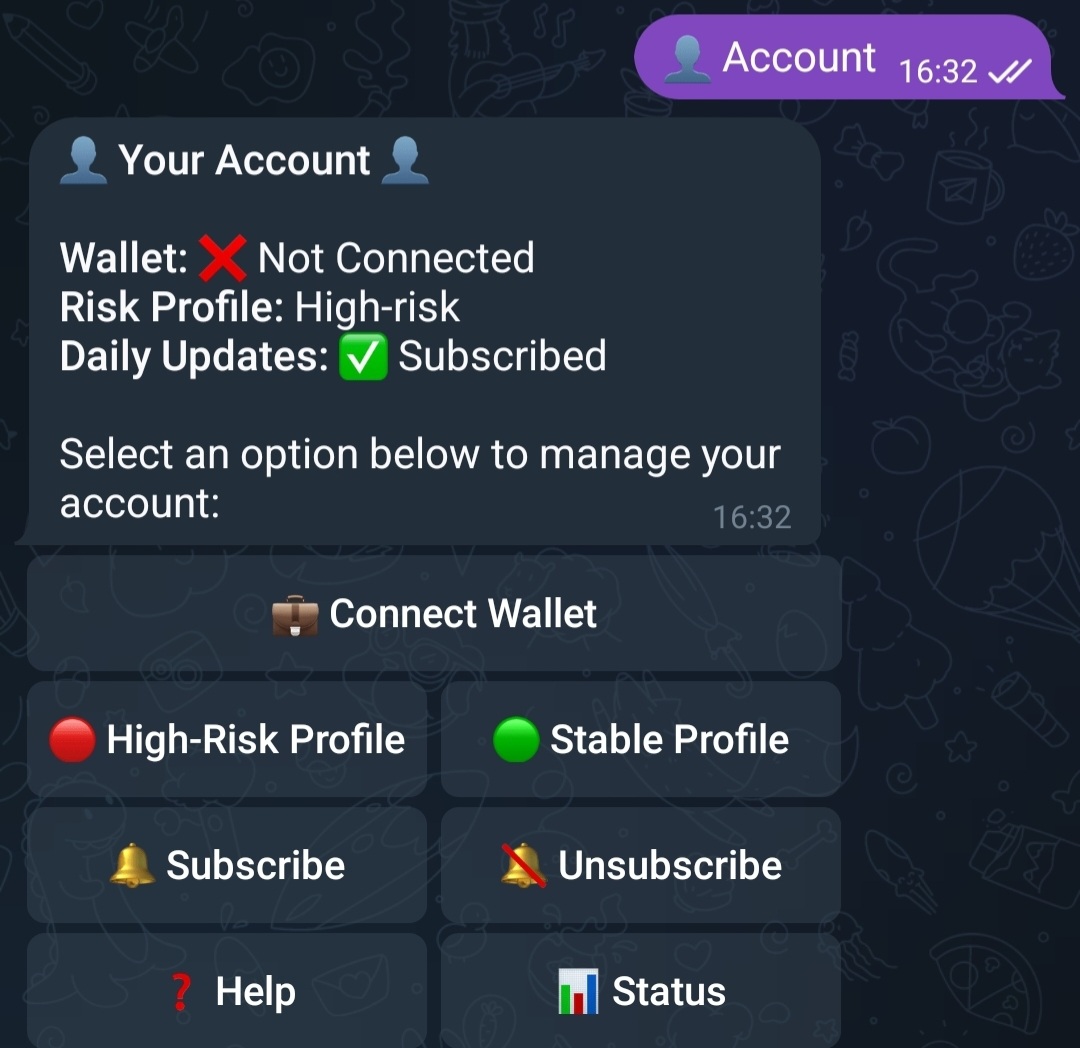 👤 Account 16:32
👤 Your Account 👤
Wallet: ❌ Not Connected
Risk Profile: High-risk
Daily Updates: ✅ Subscribed
Select an option below to manage your
account:
16:32
💼 Connect Wallet
🔴 High-Risk Profile
🟢 Stable Profile
🔔 Subscribe
🔕 Unsubscribe
❓ Help
📊 Status